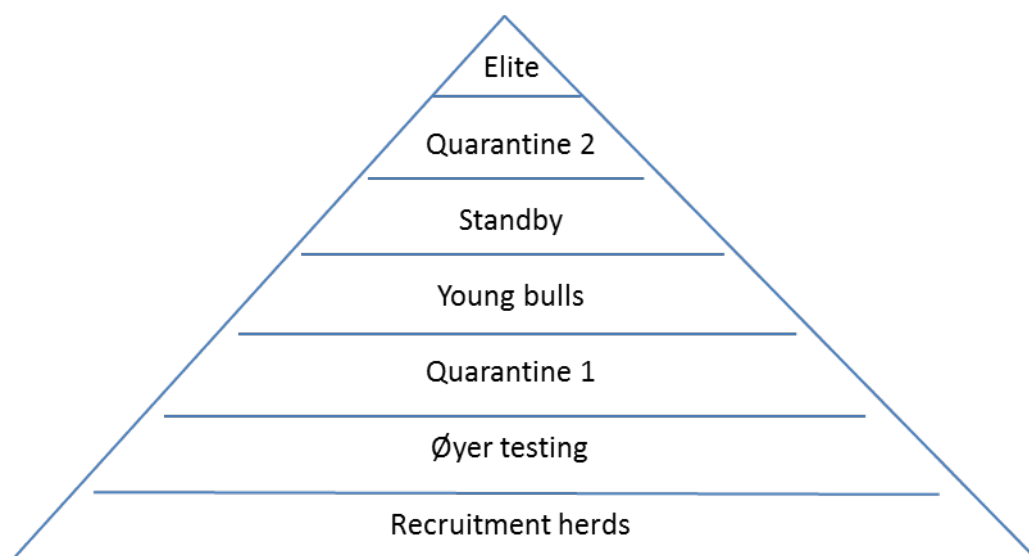 Elite
Quarantine 2
Standby
Young bulls
Quarantine 1
Øyer testing
Recruitment herds